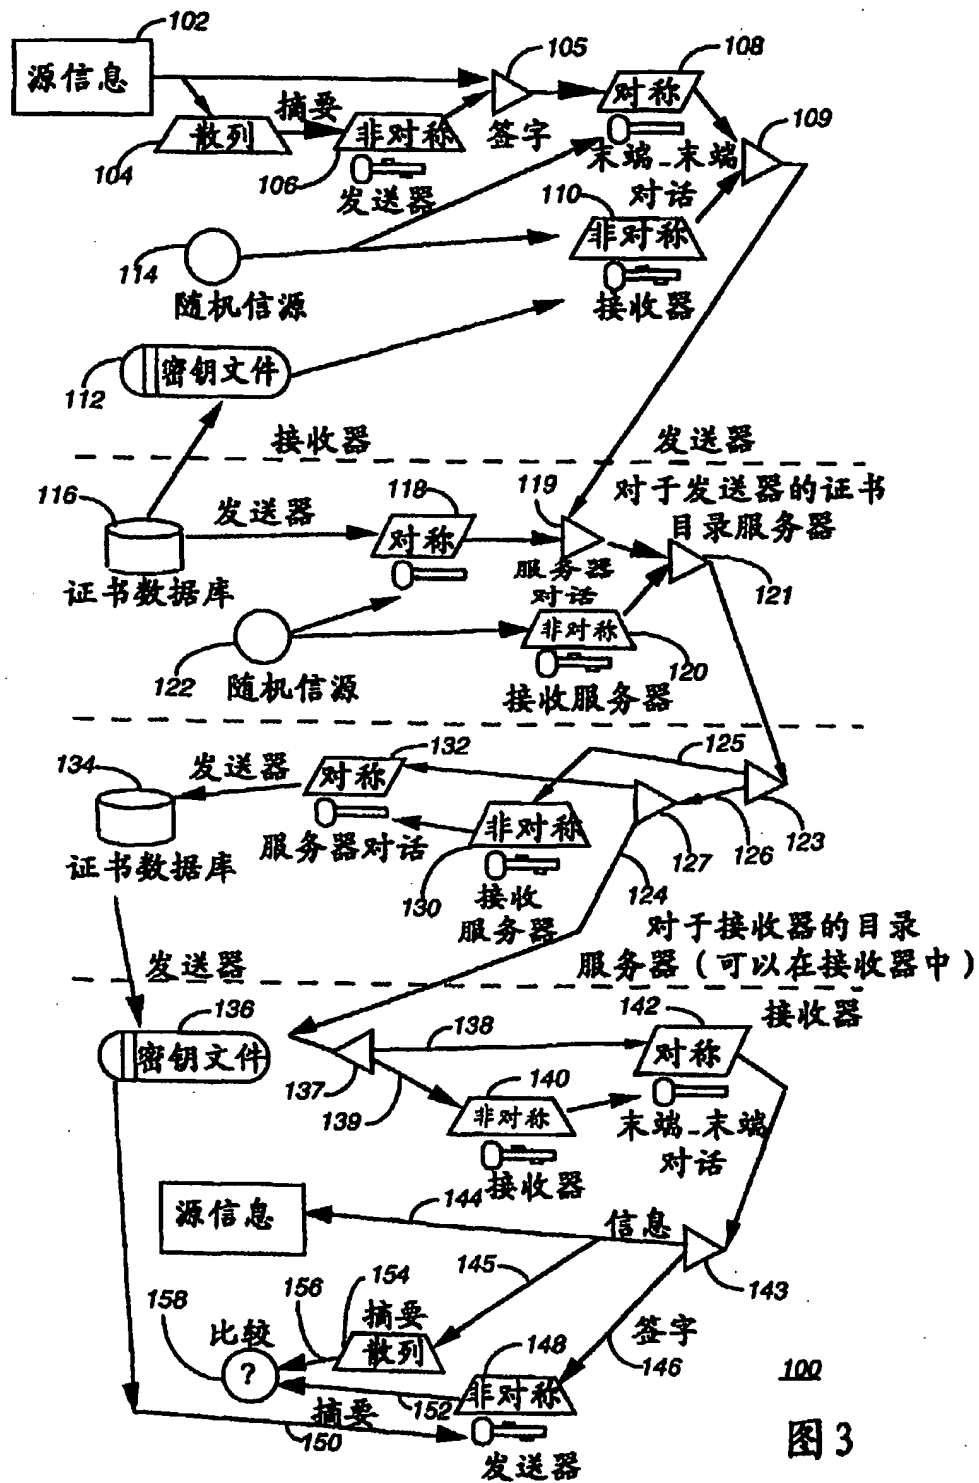 102
源信息
105
108
对称
109
摘要
散列
非对称
签字
104
106
发送器
末端-末端
对话
110
非对称
114
随机信源
接收器
密钥文件
112
接收器
发送器
116
发送器
118
对称
119
对于发送器的证书
目录服务器
证书数据库
服务器
对话
121
非对称
122
随机信源
120
接收服务器
134
发送器
132
对称
125
非对称
服务器对话
证书数据库
130
接收
服务器
124
127
126
123
对于接收器的目录
服务器(可以在接收器中)
发送器
136
密钥文件
138
142
接收器
对称
137
139
140
非对称
末端-末端
对话
接收器
源信息
144
信息
143
145
158
156
154
比较
摘要
散列
签字
146
148
?
非对称
152
摘要
150
发送器
100
图3